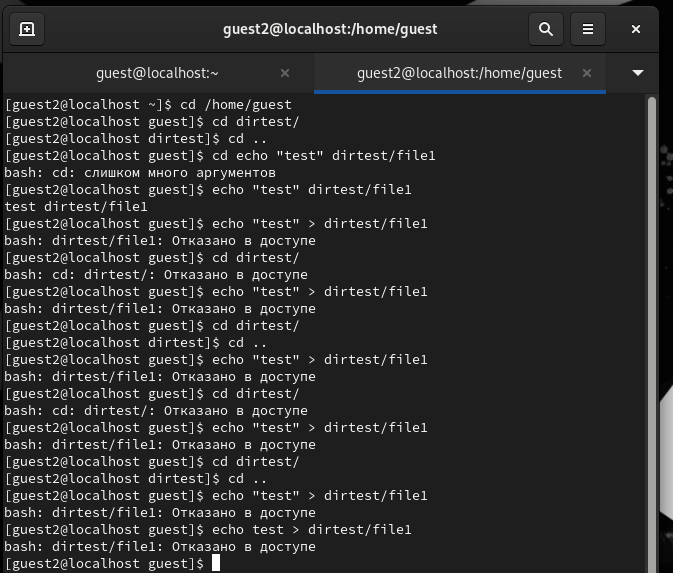 guest2@localhost:/home/guest
guest@localhost:~
guest2@localhost:/home/guest
[guest2@localhost ~]$ cd /home/guest
[guest2@localhost guest]$ cd dirtest/
[guest2@localhost dirtest]$ cd ..
[guest2@localhost guest]$ cd echo "test" dirtest/file1
bash: cd: слишком много аргументов
[guest2@localhost guest]$ echo "test" dirtest/file1
test dirtest/file1
[guest2@localhost guest]$ echo "test" > dirtest/file1
bash: dirtest/file1: Отказано в доступе
[guest2@localhost guest]$ cd dirtest/
bash: cd: dirtest/: Отказано в доступе
[guest2@localhost guest]$ echo "test" > dirtest/file1
bash: dirtest/file1: Отказано в доступе
[guest2@localhost guest]$ cd dirtest/
[guest2@localhost dirtest]$ cd ..
[guest2@localhost guest]$ echo "test" > dirtest/file1
bash: dirtest/file1: Отказано в доступе
[guest2@localhost guest]$ cd dirtest/
bash: cd: dirtest/: Отказано в доступе
[guest2@localhost guest]$ echo "test" > dirtest/file1
bash: dirtest/file1: Отказано в доступе
[guest2@localhost guest]$ cd dirtest/
[guest2@localhost dirtest]$ cd ..
[guest2@localhost guest]$ echo "test" > dirtest/file1
bash: dirtest/file1: Отказано в доступе
[guest2@localhost guest]$ echo test > dirtest/file1
bash: dirtest/file1: Отказано в доступе
[guest2@localhost guest]$